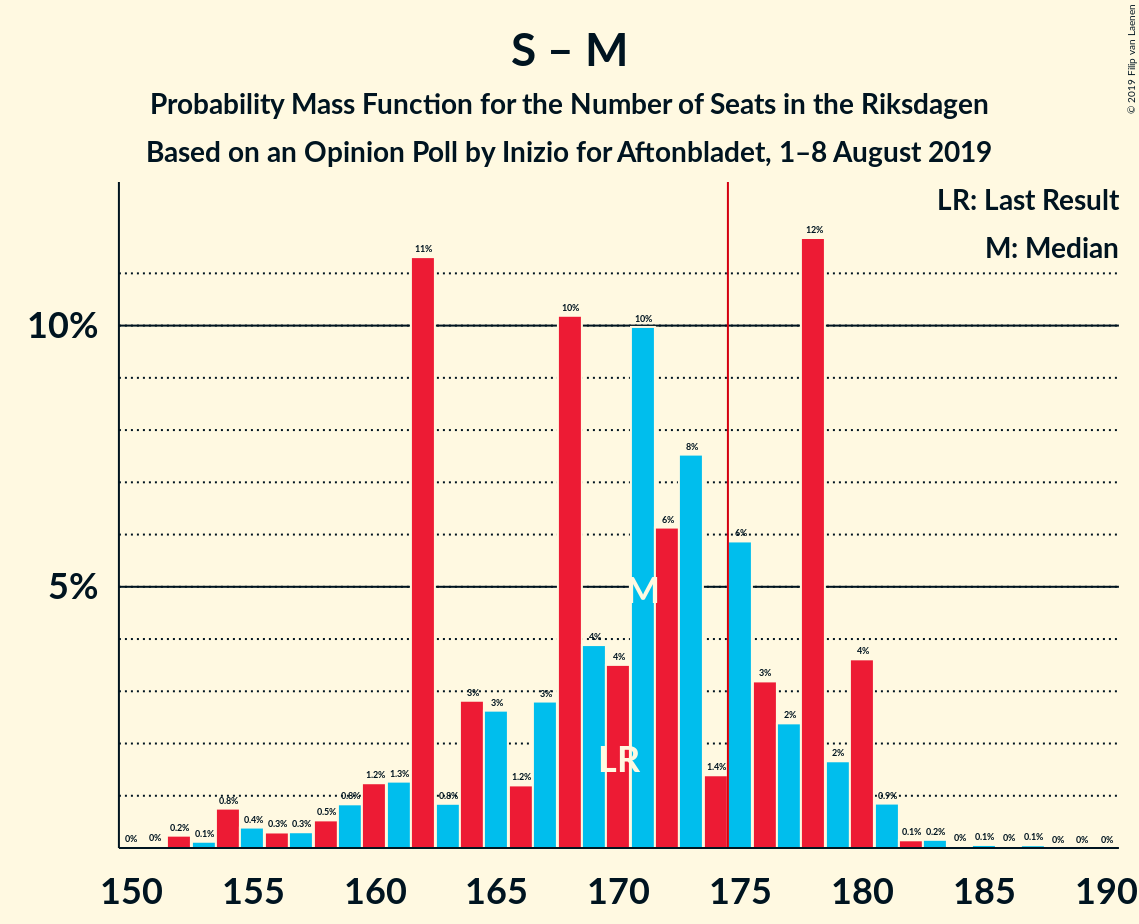 S – M
Probability Mass Function for the Number of Seats in the Riksdagen
Based on an Opinion Poll by Inizio for Aftonbladet, 1–8 August 2019
© 2019 Filip van Laenen
LR: Last Result
M: Median
10%
5%
0% 0% 0.2% 0.1% 0.8% 0.4% 0.3% 0.3% 0.5% 0.8% 1.2% 1.3% 11% 0.8% 3% 3% 1.2% 3% 10% 4% 4% 10% 6% 8% 1.4% 6% 3% 2% 12% 2% 4% 0.9% 0.1% 0.2% 0% 0.1% 0% 0.1% 0% 0% 0%
M
LR
150 155 160 165 170 175 180 185 190